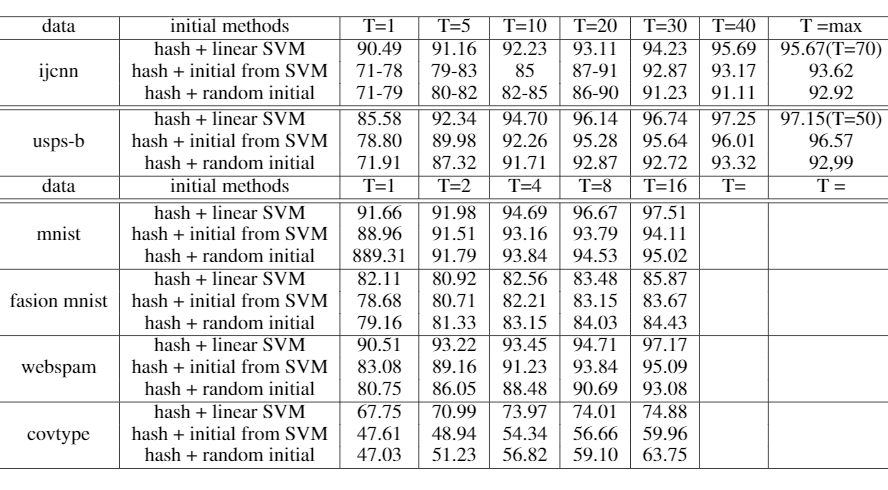 data initial methods T=1 T=5 T=10 T=20 T=30 T=40 T =max
hash + linear SVM 90.49 91.16 92.23 93.11 94.23 95.69 95.67(T=70)
ijcnn hash + initial from SVM 71-78 79-83 85 87-91 92.87 93.17 93.62
hash + random initial 71-79 80-82 82-85 86-90 91.23 91.11 92.92
hash + linear SVM 85.58 92.34 94.70 96.14 96.74 97.25 97.15(T=50)
usps-b hash + initial from SVM 78.80 89.98 92.26 95.28 95.64 96.01 96.57
hash + random initial 71.91 87.32 91.71 92.87 92.72 93.32 92,99
data initial methods T=1 T=2 T=4 T=8 T=16 T= T =
hash + linear SVM 91.66 91.98 94.69 96.67 97.51
mnist hash + initial from SVM 88.96 91.51 93.16 93.79 94.11
hash + random initial 889.31 91.79 93.84 94.53 95.02
hash + linear SVM 82.11 80.92 82.56 83.48 85.87
fasion mnist hash + initial from SVM 78.68 80.71 82.21 83.15 83.67
hash + random initial 79.16 81.33 83.15 84.03 84.43
hash + linear SVM 90.51 93.22 93.45 94.71 97.17
webspam hash + initial from SVM 83.08 89.16 91.23 93.84 95.09
hash + random initial 80.75 86.05 88.48 90.69 93.08
hash + linear SVM 67.75 70.99 73.97 74.01 74.88
covtype hash + initial from SVM 47.61 48.94 54.34 56.66 59.96
hash + random initial 47.03 51.23 56.82 59.10 63.75